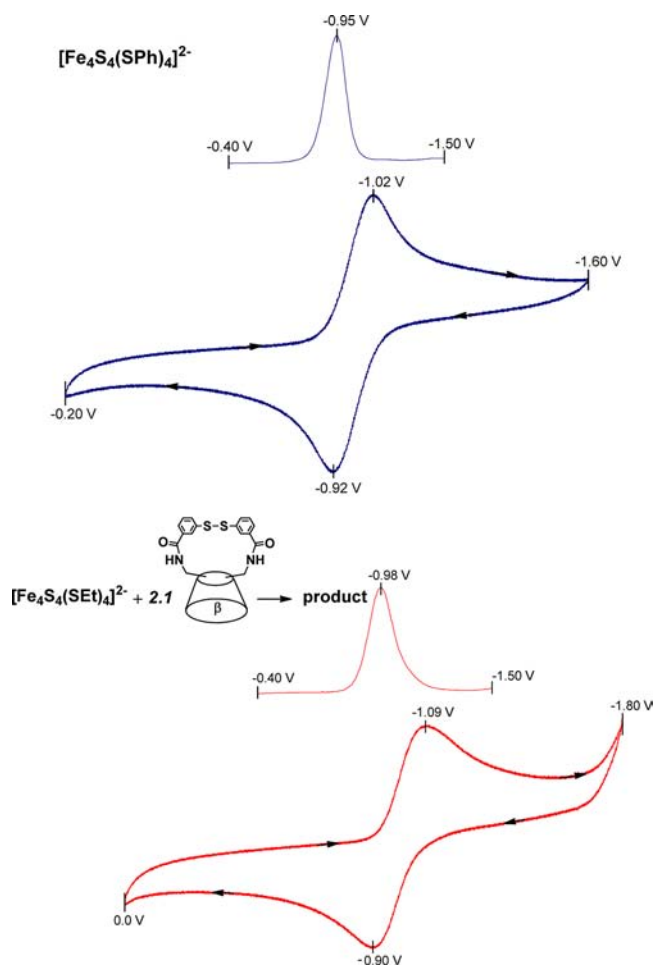 -0.95 V
[Fe4S4(SPh)4]2-
-0.40 V
-1.50 V
-1.02 V
-1.60 V
-0.20 V
-0.92 V
S-S
O
O
NH
HN
[Fe4S4(SEt)4]2- + 2.1
β
product
-0.98 V
-0.40 V
-1.50 V
-1.09 V
-1.80 V
0.0 V
-0.90 V